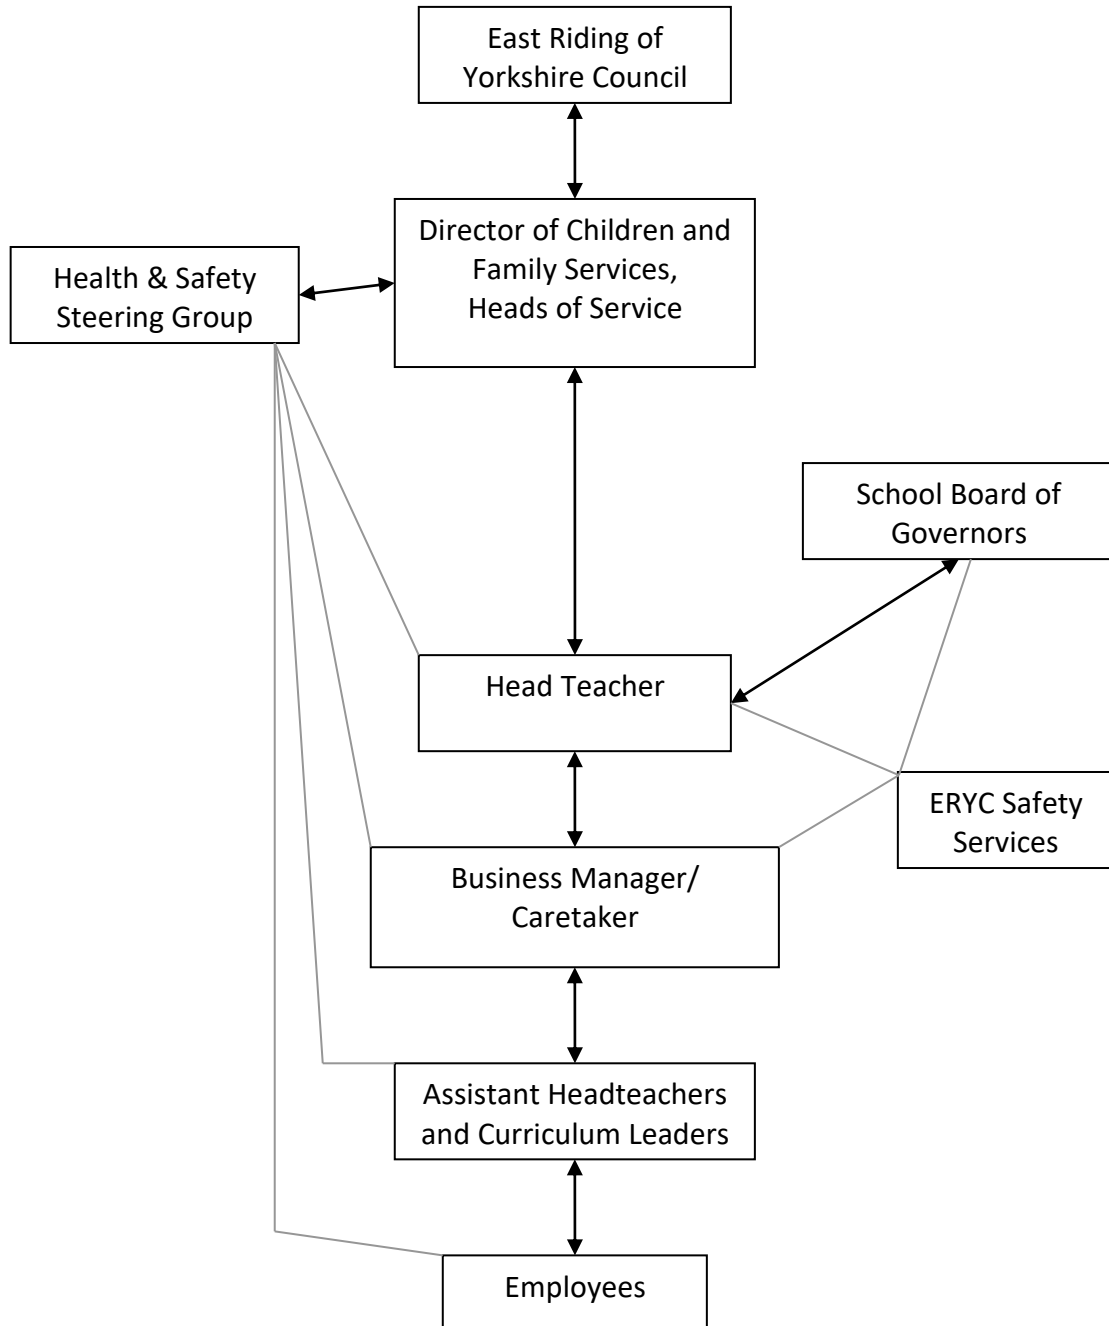 East Riding of
Yorkshire Council
Director of Children and
Family Services,
Heads of Service
Health & Safety
Steering Group
School Board of
Governors
Head Teacher
ERYC Safety
Services
Business Manager/
Caretaker
Assistant Headteachers
and Curriculum Leaders
Employees